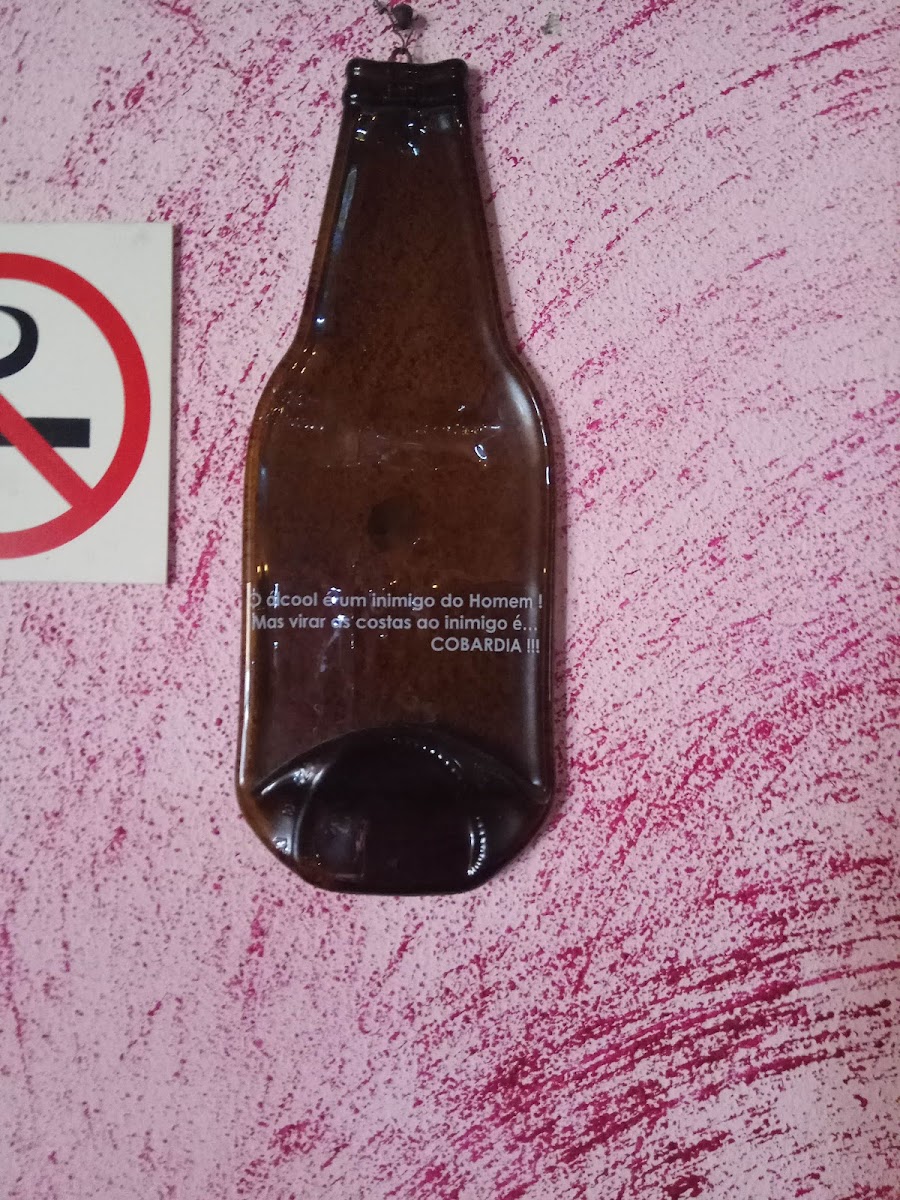 O álcool é um inimigo do Homem !
Mas virar as costas ao inimigo é...
COBARDIA !!!